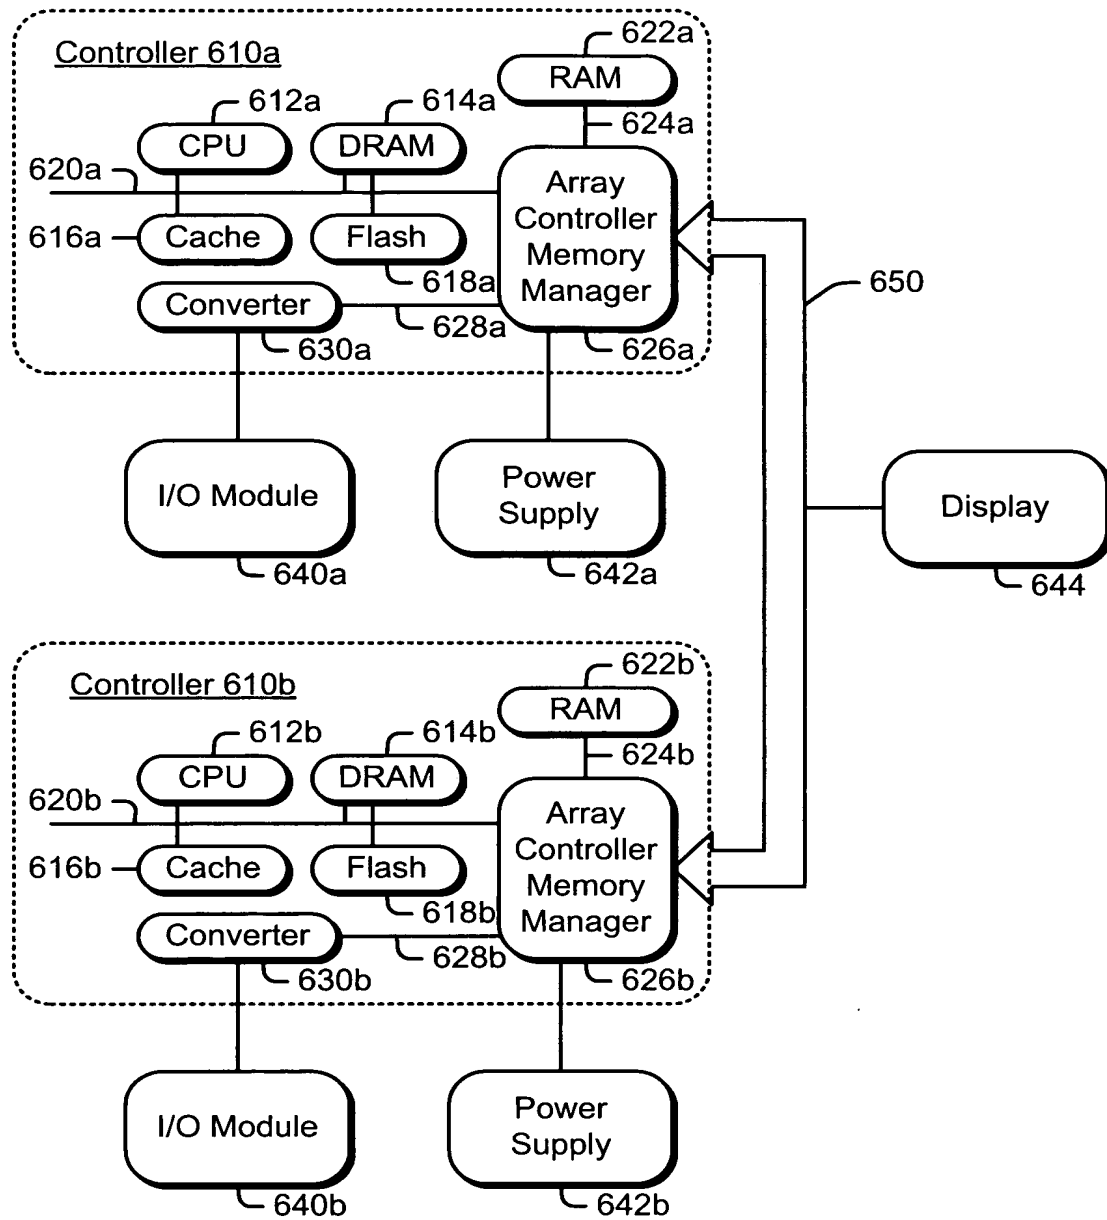 622a
Controller 610a
RAM
612a
614a
624a
CPU
DRAM
620a
Array
Controller
Memory
Manager
616a
Cache
Flash
618a
650
Converter
628a
630a
626a
I/O Module
Power
Supply
Display
640a
642a
644
622b
Controller 610b
RAM
612b
614b
624b
CPU
DRAM
620b
Array
Controller
Memory
Manager
616b
Cache
Flash
618b
Converter
628b
630b
626b
I/O Module
Power
Supply
640b
642b